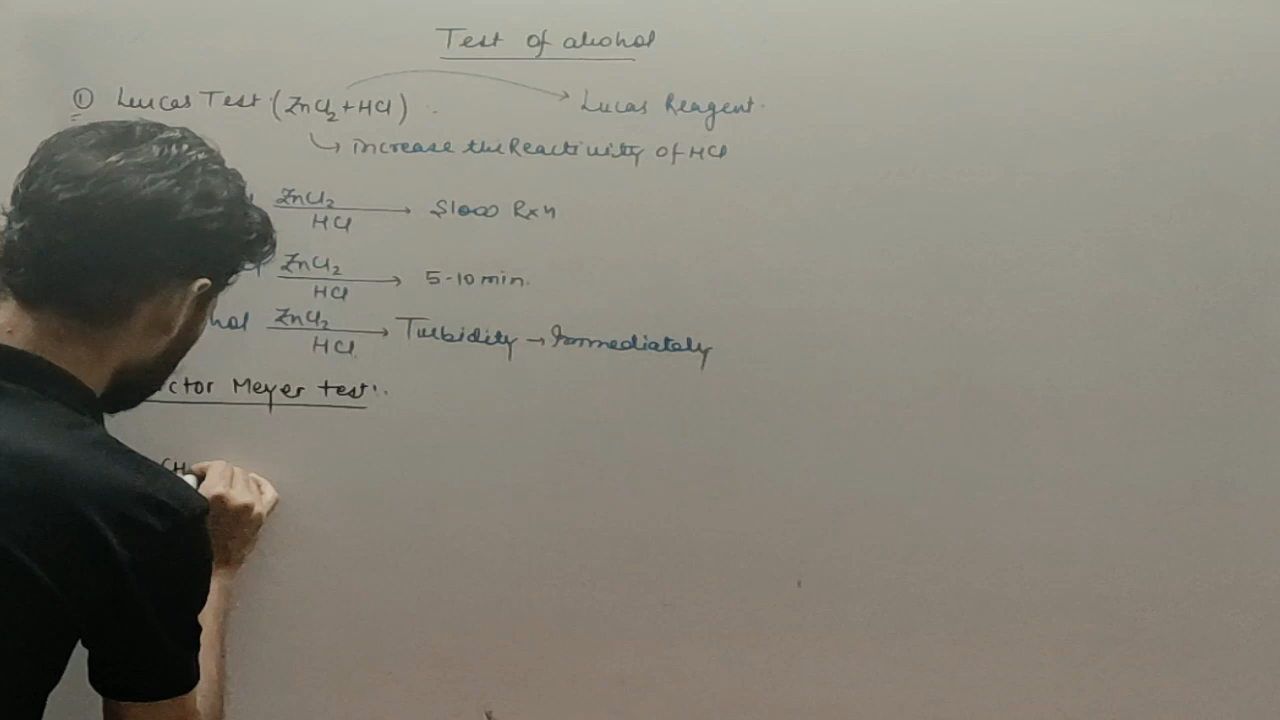 Test of alcohol
① Lucas Test (ZnCl₂+HCl) → Lucas Reagent.
↳ increase the Reactivity of HCl
ZnCl₂ / HCl → Slow Rxn
ZnCl₂ / HCl → 5-10 min.
hol ZnCl₂ / HCl → Turbidity → Immediately
ctor Meyer test:
CH